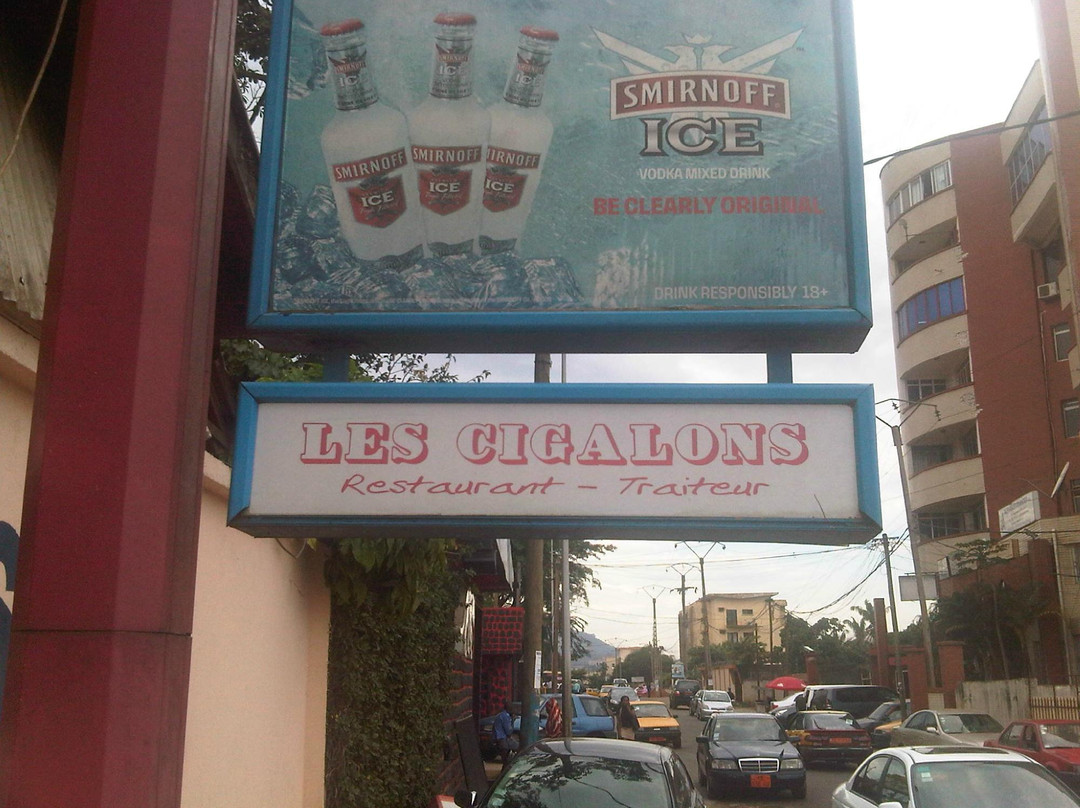 SMIRNOFF
ICE
SMIRNOFF
ICE
SMIRNOFF
ICE
SMIRNOFF
ICE
VODKA MIXED DRINK
BE CLEARLY ORIGINAL
DRINK RESPONSIBLY 18+
LES CIGALONS
Restaurant - Traiteur